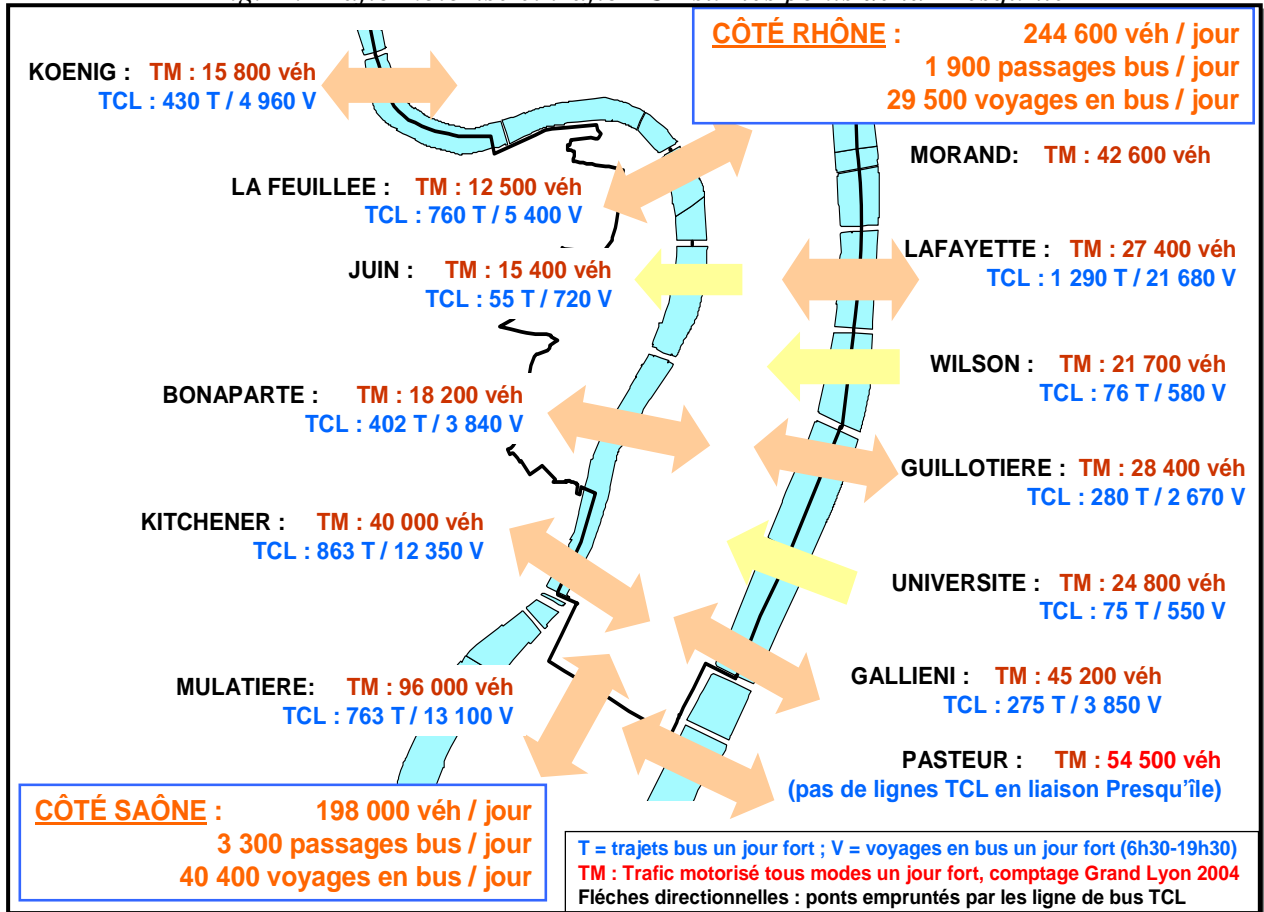 CÔTÉ RHÔNE : 244 600 véh / jour
1 900 passages bus / jour
29 500 voyages en bus / jour
KOENIG : TM : 15 800 véh
TCL : 430 T / 4 960 V
MORAND: TM : 42 600 véh
LA FEUILLEE : TM : 12 500 véh
TCL : 760 T / 5 400 V
LAFAYETTE : TM : 27 400 véh
TCL : 1 290 T / 21 680 V
JUIN : TM : 15 400 véh
TCL : 55 T / 720 V
WILSON : TM : 21 700 véh
TCL : 76 T / 580 V
BONAPARTE : TM : 18 200 véh
TCL : 402 T / 3 840 V
GUILLOTIERE : TM : 28 400 véh
TCL : 280 T / 2 670 V
KITCHENER : TM : 40 000 véh
TCL : 863 T / 12 350 V
UNIVERSITE : TM : 24 800 véh
TCL : 75 T / 550 V
MULATIERE: TM : 96 000 véh
TCL : 763 T / 13 100 V
GALLIENI : TM : 45 200 véh
TCL : 275 T / 3 850 V
PASTEUR : TM : 54 500 véh
(pas de lignes TCL en liaison Presqu'île)
CÔTÉ SAÔNE : 198 000 véh / jour
3 300 passages bus / jour
40 400 voyages en bus / jour
T = trajets bus un jour fort ; V = voyages en bus un jour fort (6h30-19h30)
TM : Trafic motorisé tous modes un jour fort, comptage Grand Lyon 2004
Fléches directionnelles : ponts empruntés par les ligne de bus TCL